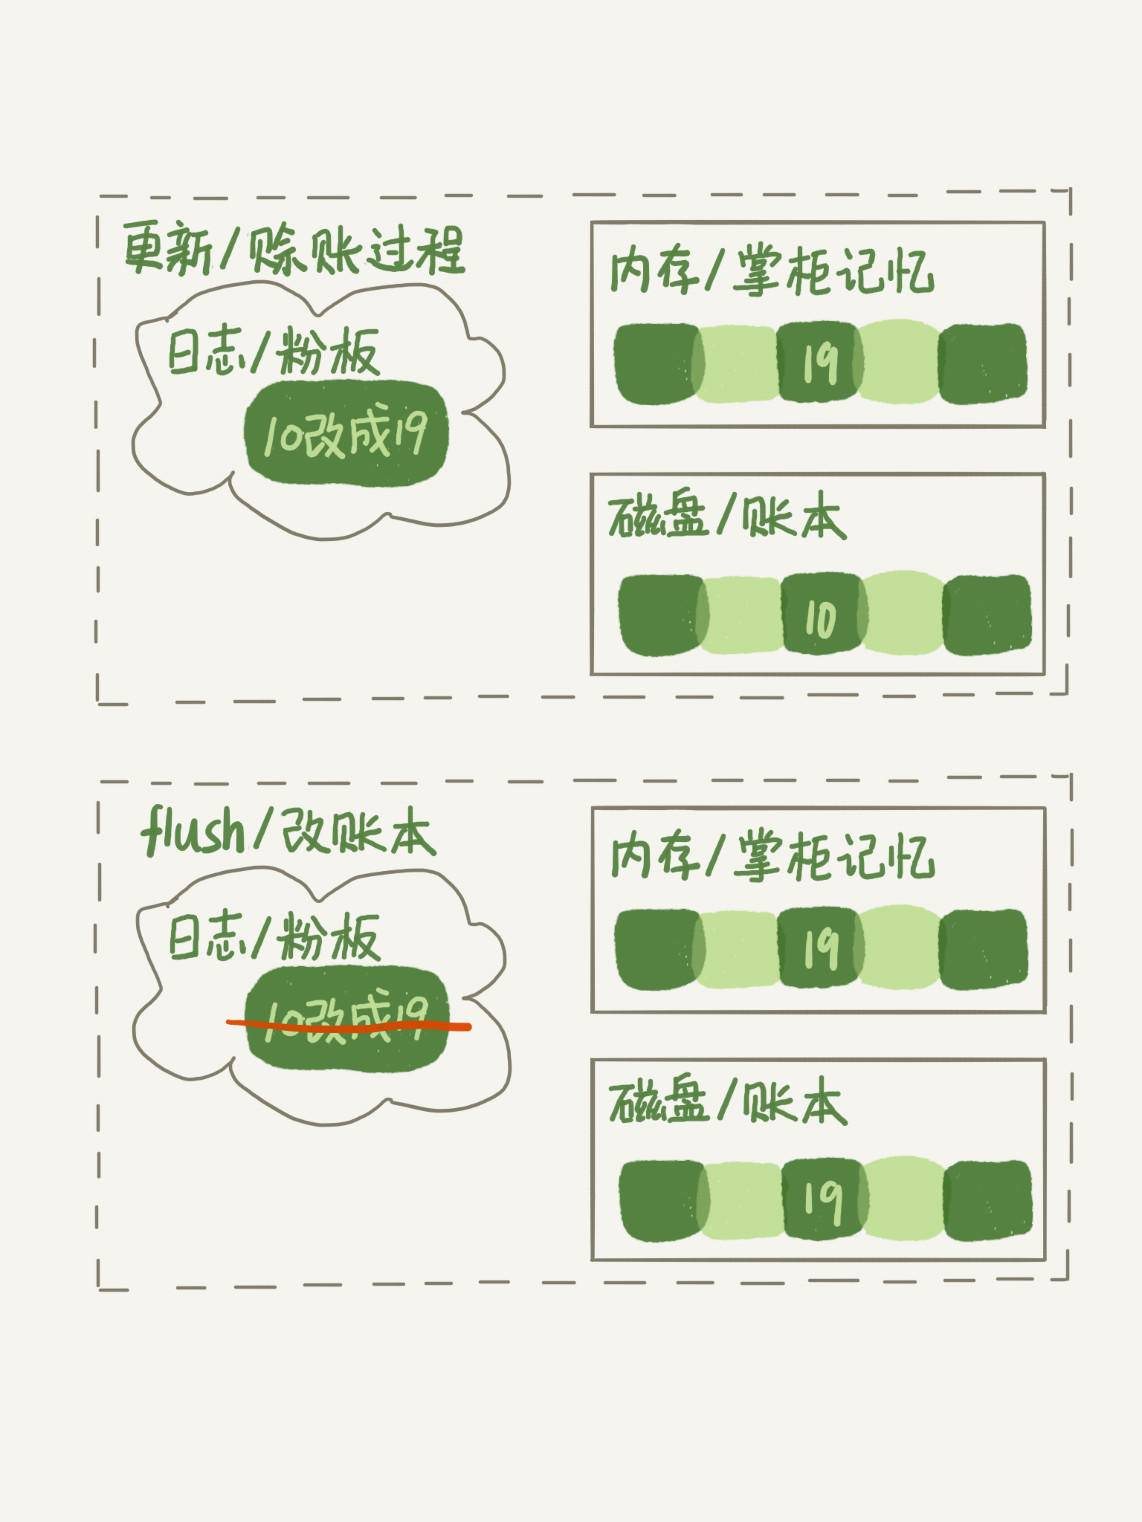 更新/赊账过程
日志/粉板
10改成19
内存/掌柜记忆
19
磁盘/账本
10
flush/改账本
日志/粉板
10改成19
内存/掌柜记忆
19
磁盘/账本
19